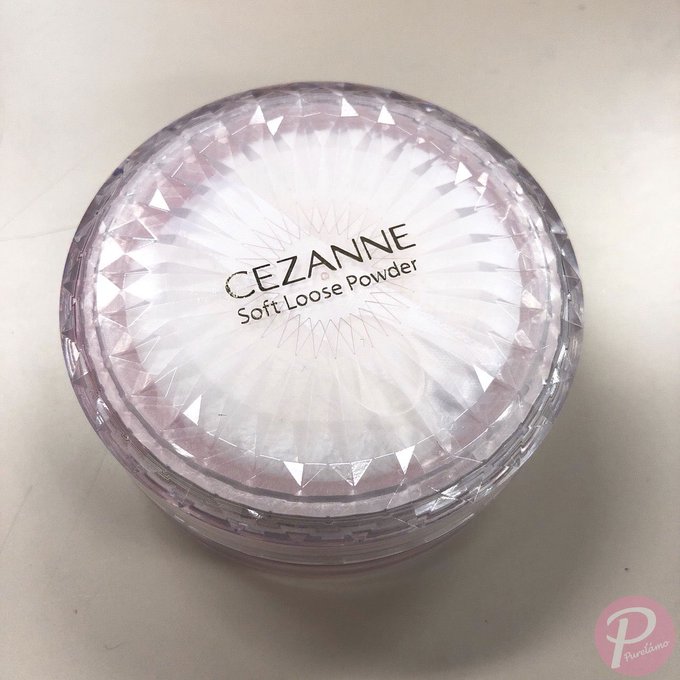 CEZANNE
Soft Loose Powder
P
Purelamo